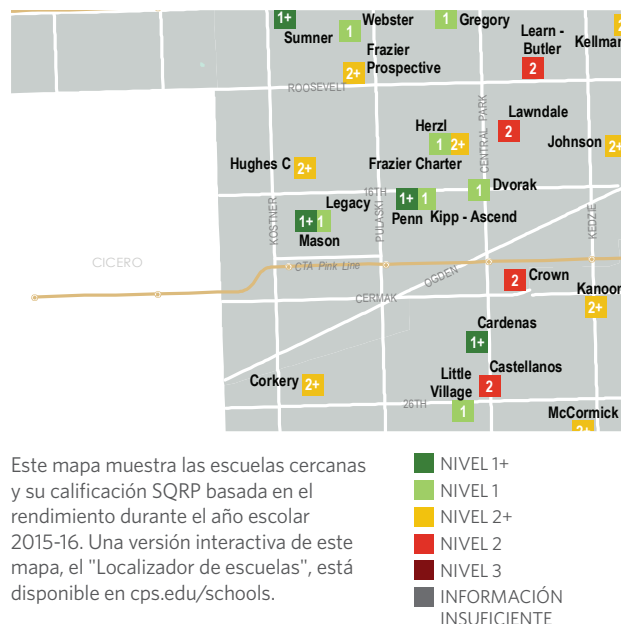 1+
Sumner
1
Webster
1
Gregory
Learn -
Butler
2
Kellman
2
Frazier
Prospective
2+
ROOSEVELT
CENTRAL PARK
Lawndale
2
Herzl
1 2+
Frazier Charter
Johnson
2+
Hughes C
2+
16TH
Dvorak
1
1+ 1
Penn
Kipp - Ascend
Legacy
1+ 1
Mason
KOSTNER
PULASKI
KEDZIE
CICERO
CTA Pink Line
OGDEN
CERMAK
2
Crown
Kanoon
2+
Cardenas
1+
Castellanos
2
Little
Village
1
Corkery
2+
26TH
McCormick
2+
Este mapa muestra las escuelas cercanas
y su calificación SQRP basada en el
rendimiento durante el año escolar
2015-16. Una versión interactiva de este
mapa, el "Localizador de escuelas", está
disponible en cps.edu/schools.
NIVEL 1+
NIVEL 1
NIVEL 2+
NIVEL 2
NIVEL 3
INFORMACIÓN
INSUFICIENTE